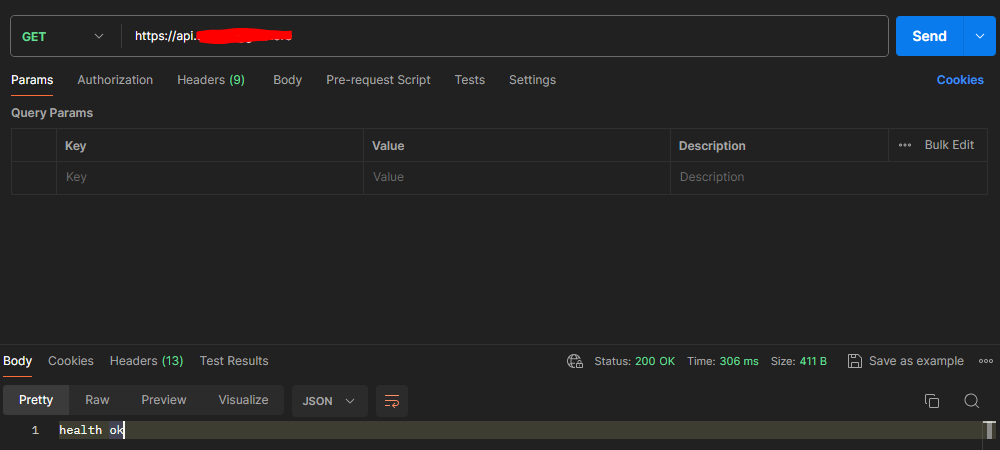 GET https://api. Send
Params Authorization Headers (9) Body Pre-request Script Tests Settings Cookies
Query Params
Key Value Description Bulk Edit
Key Value Description
Body Cookies Headers (13) Test Results Status: 200 OK Time: 306 ms Size: 411 B Save as example
Pretty Raw Preview Visualize JSON
1 health ok